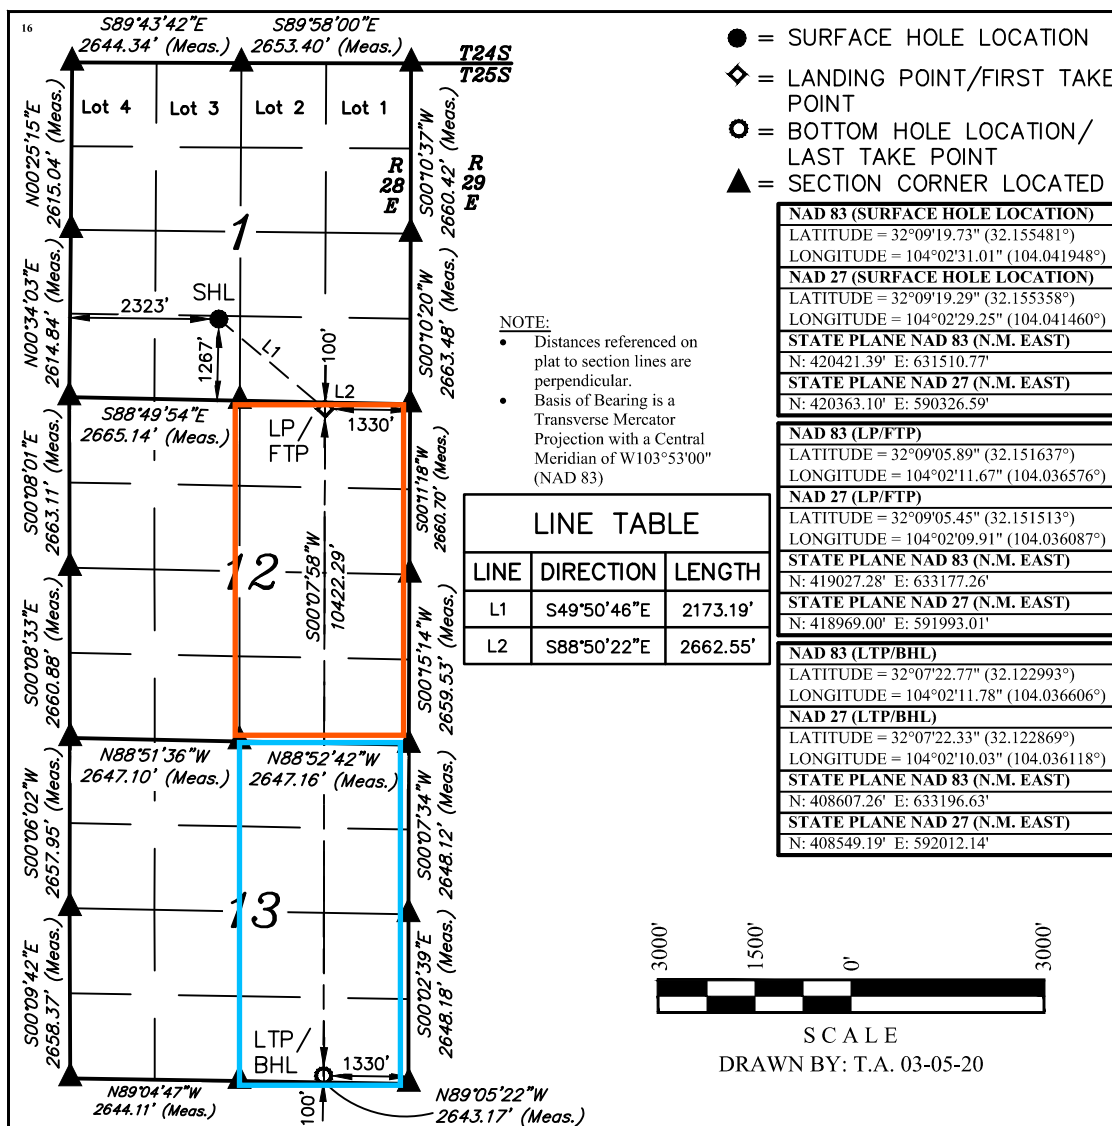 16
S89°43'42"E
2644.34' (Meas.)
S89°58'00"E
2653.40' (Meas.)
T24S
T25S
Lot 4
Lot 3
Lot 2
Lot 1
N00°25'15"E
2615.04' (Meas.)
S00°10'37"W
2660.42' (Meas.)
R
28
E
R
29
E
1
N00°34'03"E
2614.84' (Meas.)
S00°10'20"W
2663.48' (Meas.)
SHL
2323'
1267'
L1
100'
L2
1330'
S88°49'54"E
2665.14' (Meas.)
LP/
FTP
S00°08'01"W
2663.11' (Meas.)
S00°11'18"W
2660.70' (Meas.)
12
S00°07'58"W
10422.29'
S00°08'33"E
2660.88' (Meas.)
S00°15'14"W
2659.53' (Meas.)
N88°51'36"W
2647.10' (Meas.)
N88°52'42"W
2647.16' (Meas.)
S00°06'02"W
2657.95' (Meas.)
S00°07'34"W
2648.12' (Meas.)
13
S00°09'42"E
2658.37' (Meas.)
S00°02'39"E
2648.18' (Meas.)
LTP/
BHL
1330'
100'
N89°04'47"W
2644.11' (Meas.)
N89°05'22"W
2643.17' (Meas.)
= SURFACE HOLE LOCATION
= LANDING POINT/FIRST TAKE
POINT
= BOTTOM HOLE LOCATION/
LAST TAKE POINT
= SECTION CORNER LOCATED
NOTE:
• Distances referenced on
plat to section lines are
perpendicular.
• Basis of Bearing is a
Transverse Mercator
Projection with a Central
Meridian of W103°53'00"
(NAD 83)
LINE TABLE
LINE DIRECTION LENGTH
L1 S49°50'46"E 2173.19'
L2 S88°50'22"E 2662.55'
NAD 83 (SURFACE HOLE LOCATION)
LATITUDE = 32°09'19.73" (32.155481°)
LONGITUDE = 104°02'31.01" (104.041948°)
NAD 27 (SURFACE HOLE LOCATION)
LATITUDE = 32°09'19.29" (32.155358°)
LONGITUDE = 104°02'29.25" (104.041460°)
STATE PLANE NAD 83 (N.M. EAST)
N: 420421.39' E: 631510.77'
STATE PLANE NAD 27 (N.M. EAST)
N: 420363.10' E: 590326.59'
NAD 83 (LP/FTP)
LATITUDE = 32°09'05.89" (32.151637°)
LONGITUDE = 104°02'11.67" (104.036576°)
NAD 27 (LP/FTP)
LATITUDE = 32°09'05.45" (32.151513°)
LONGITUDE = 104°02'09.91" (104.036087°)
STATE PLANE NAD 83 (N.M. EAST)
N: 419027.28' E: 633177.26'
STATE PLANE NAD 27 (N.M. EAST)
N: 418969.00' E: 591993.01'
NAD 83 (LTP/BHL)
LATITUDE = 32°07'22.77" (32.122993°)
LONGITUDE = 104°02'11.78" (104.036606°)
NAD 27 (LTP/BHL)
LATITUDE = 32°07'22.33" (32.122869°)
LONGITUDE = 104°02'10.03" (104.036118°)
STATE PLANE NAD 83 (N.M. EAST)
N: 408607.26' E: 633196.63'
STATE PLANE NAD 27 (N.M. EAST)
N: 408549.19' E: 592012.14'
3000' 1500' 0' 3000'
SCALE
DRAWN BY: T.A. 03-05-20